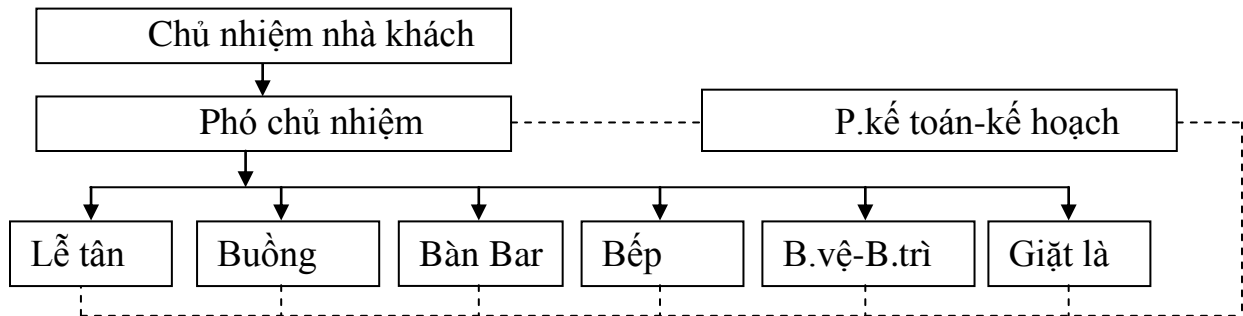 Chủ nhiệm nhà khách
Phó chủ nhiệm
P.kế toán-kế hoạch
Lễ tân
Buồng
Bàn Bar
Bếp
B.vệ-B.trì
Giặt là